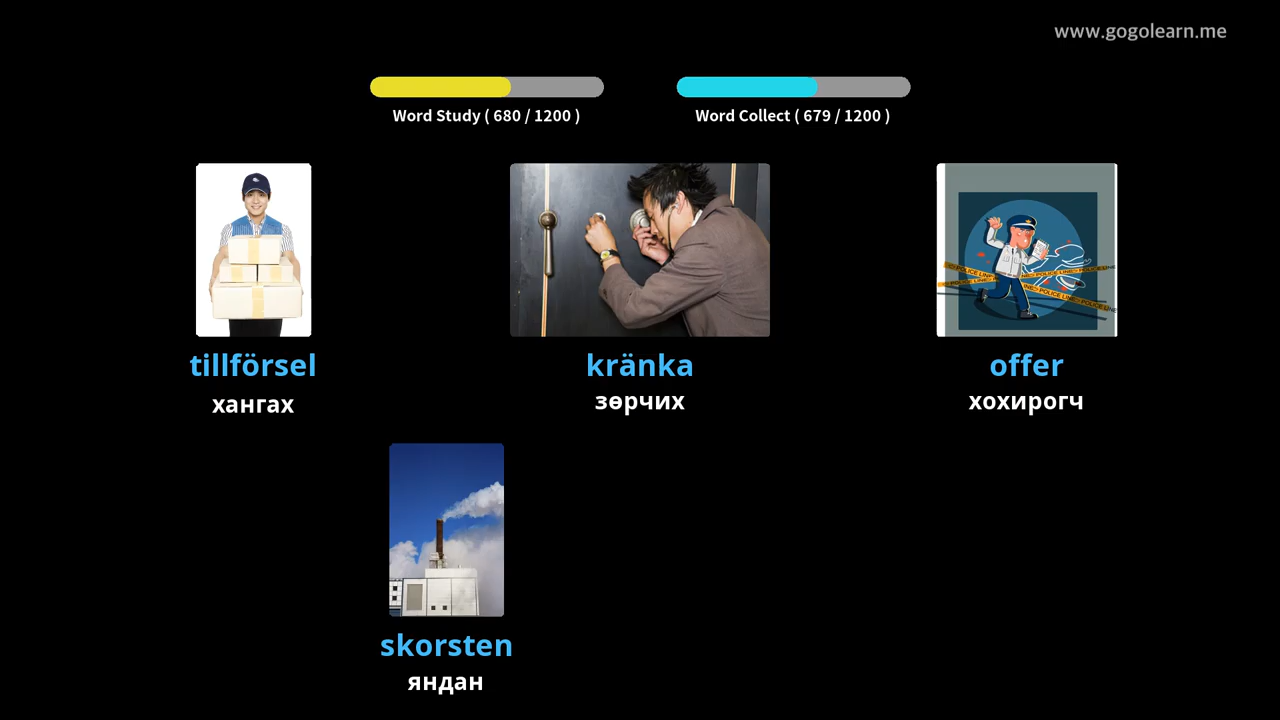 www.gogolearn.me
Word Study ( 680 / 1200 )
Word Collect ( 679 / 1200 )
tillförsel
хангах
kränka
зөрчих
offer
хохирогч
skorsten
яндан